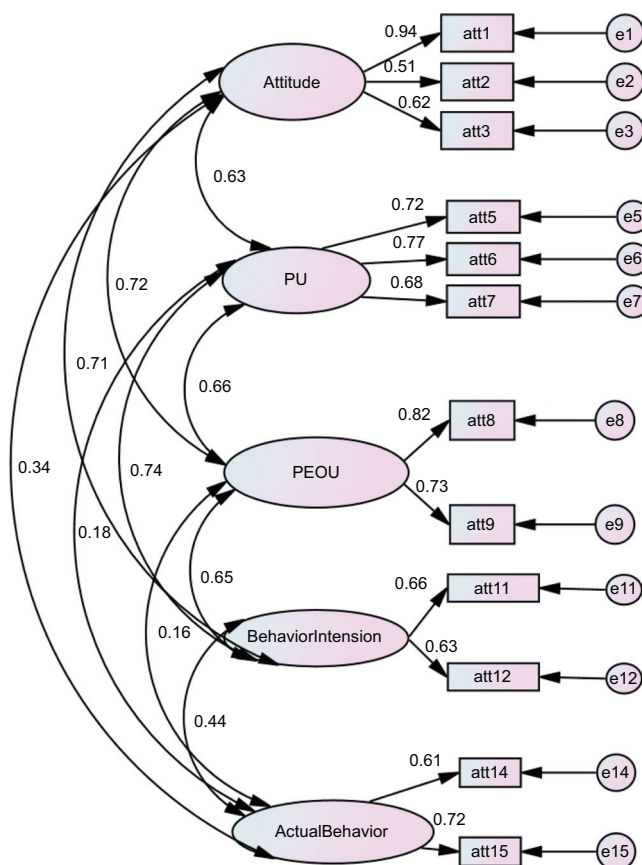 0.94
att1
e1
Attitude
0.51
att2
e2
0.62
att3
e3
0.63
0.72
att5
e5
PU
0.77
att6
e6
0.68
att7
e7
0.72
0.71
0.66
0.82
att8
e8
0.34
0.74
PEOU
0.73
att9
e9
0.18
0.65
0.66
att11
e11
0.16
BehaviorIntension
0.63
att12
e12
0.44
0.61
att14
e14
ActualBehavior
0.72
att15
e15